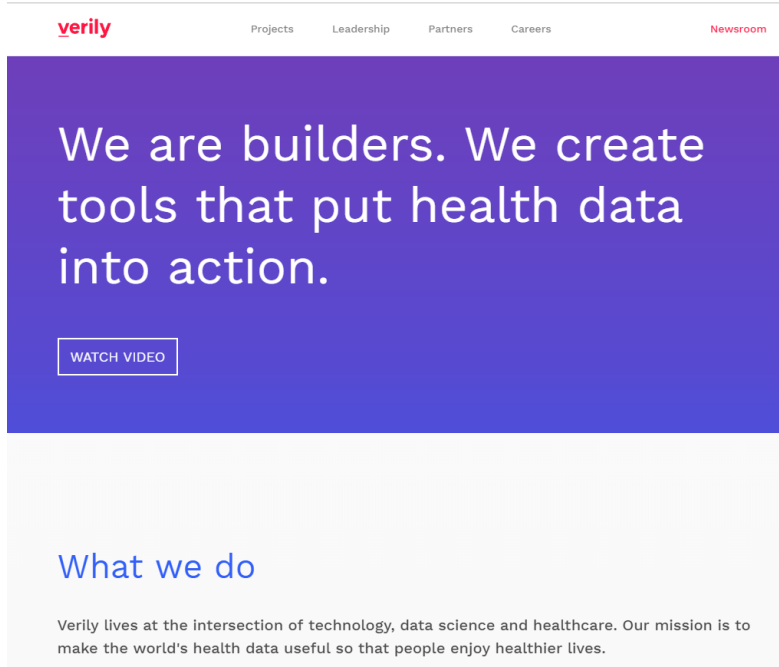 verily Projects Leadership Partners Careers Newsroom
We are builders. We create
tools that put health data
into action.
WATCH VIDEO
What we do
Verily lives at the intersection of technology, data science and healthcare. Our mission is to
make the world's health data useful so that people enjoy healthier lives.